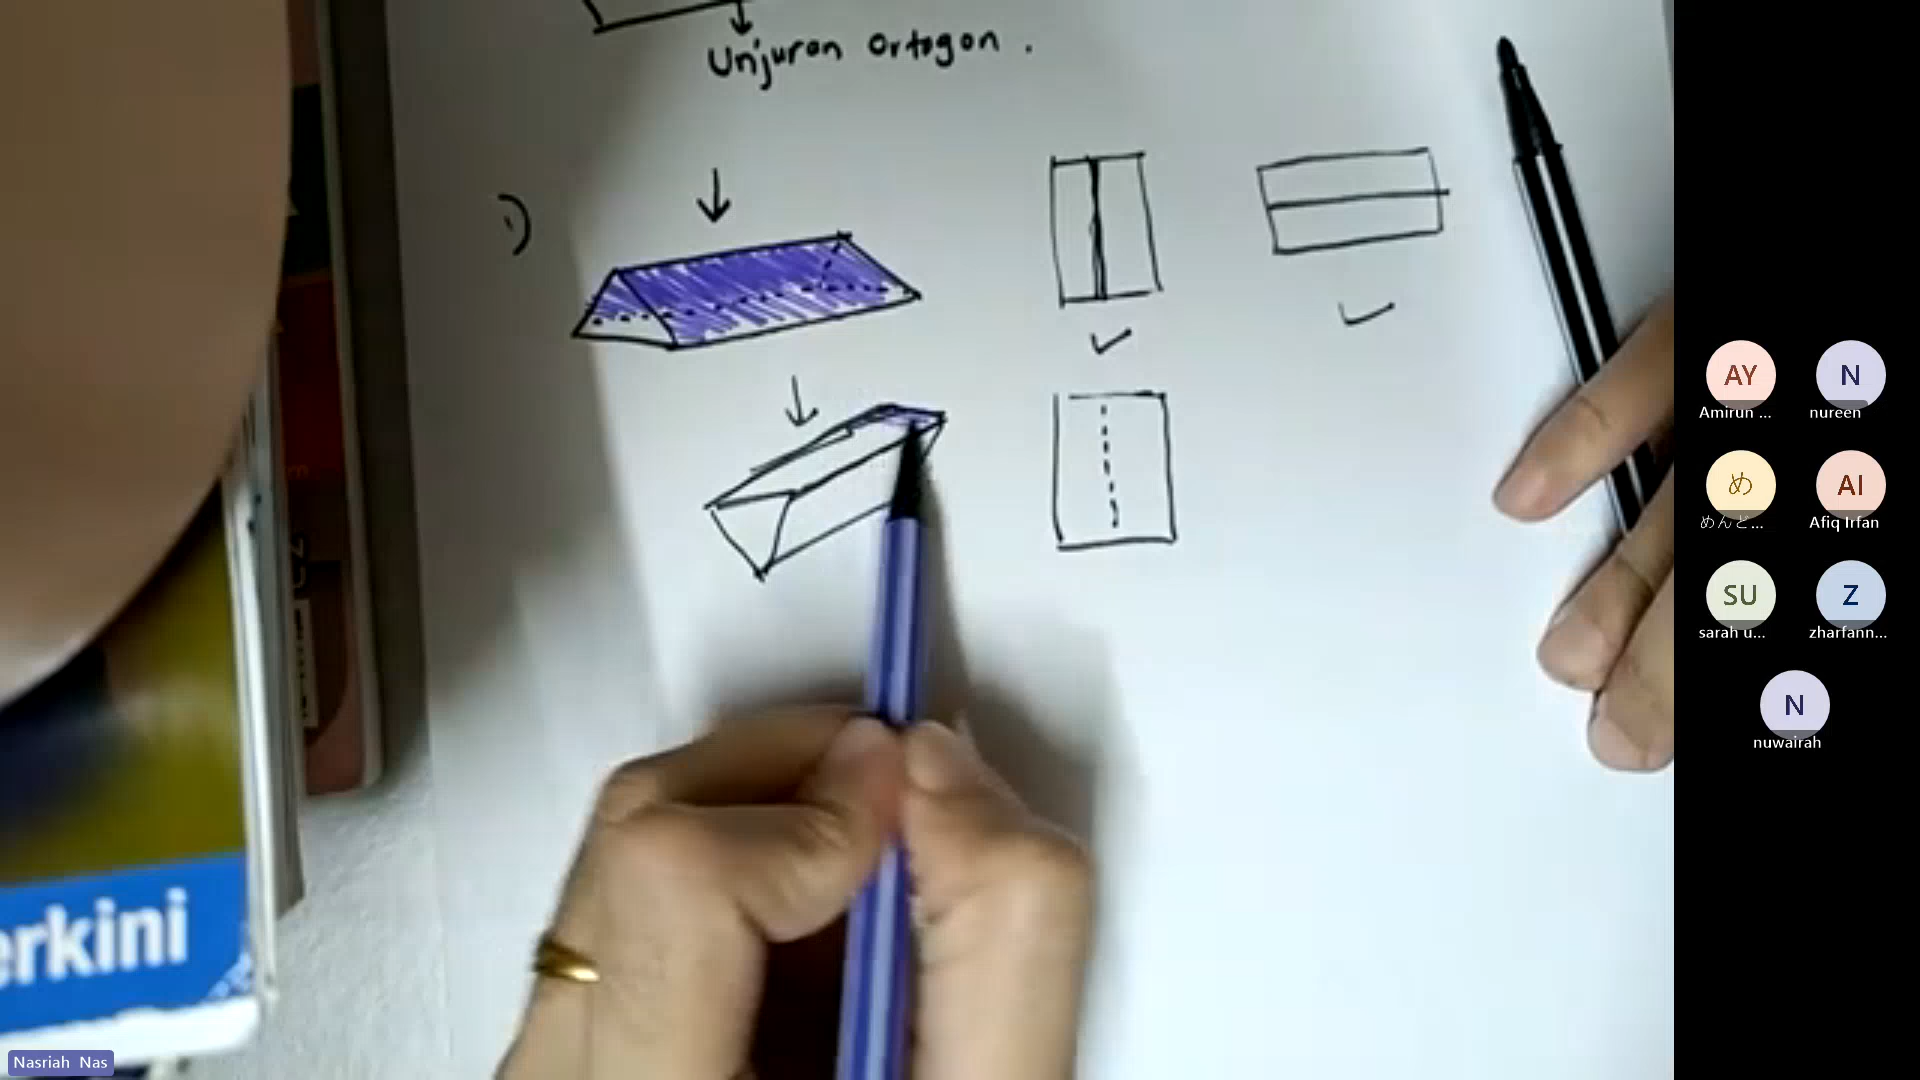 Unjuran Ortogon .
i)
erkini
AY
N
Amirun ...
nureen
め
AI
めんど...
Afiq Irfan
SU
Z
sarah u...
zharfann...
N
nuwairah
Nasriah Nas